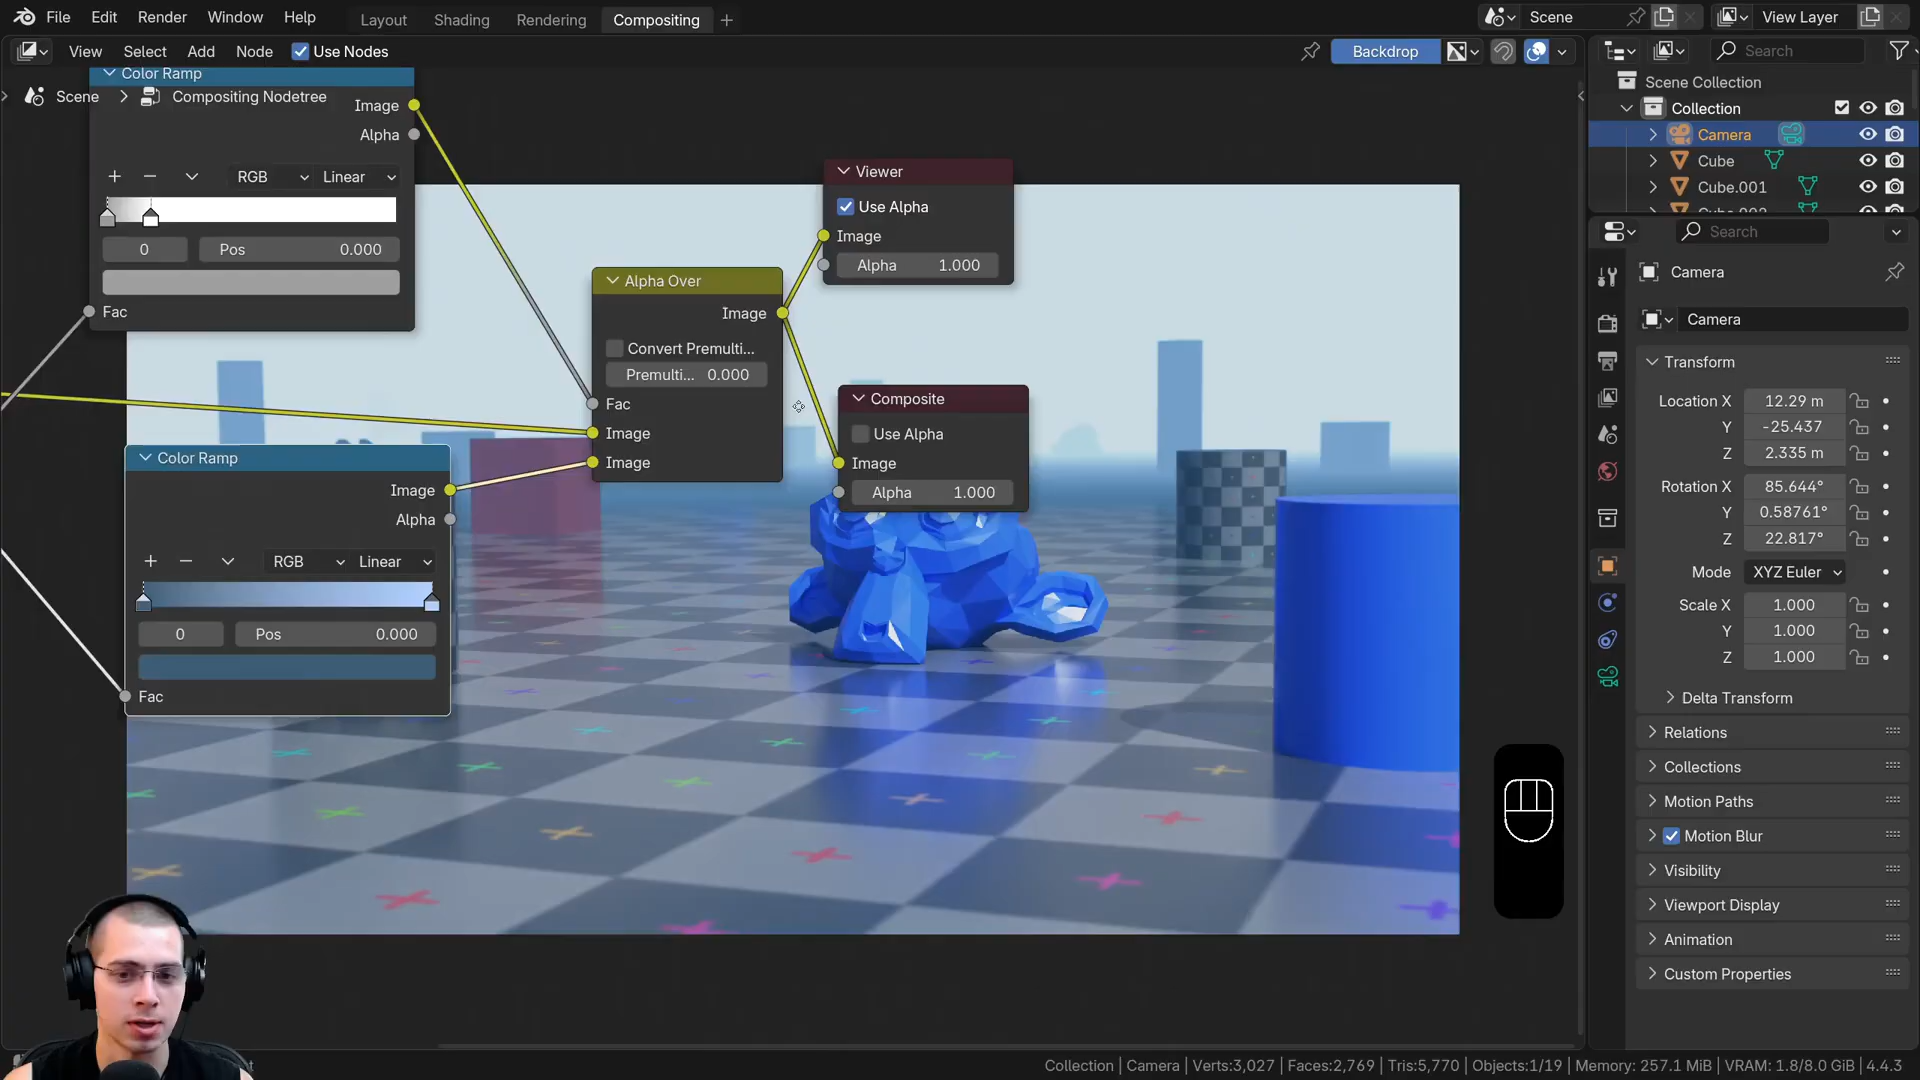 File Edit Render Window Help Layout Shading Rendering Compositing + Scene View Layer
View Select Add Node Use Nodes Backdrop Search
Color Ramp
Scene > Compositing Nodetree
Image
Alpha
RGB Linear
0 Pos 0.000
Fac
Viewer
Use Alpha
Image
Alpha 1.000
Alpha Over
Image
Convert Premulti...
Premulti... 0.000
Fac
Image
Image
Composite
Use Alpha
Image
Alpha 1.000
Color Ramp
Image
Alpha
RGB Linear
0 Pos 0.000
Fac
Scene Collection
Collection
Camera
Cube
Cube.001
Search
Camera
Camera
Transform
Location X 12.29 m
Y -25.437
Z 2.335 m
Rotation X 85.644°
Y 0.58761°
Z 22.817°
Mode XYZ Euler
Scale X 1.000
Y 1.000
Z 1.000
Delta Transform
Relations
Collections
Motion Paths
Motion Blur
Visibility
Viewport Display
Animation
Custom Properties
Collection | Camera | Verts:3,027 | Faces:2,769 | Tris:5,770 | Objects:1/19 | Memory: 257.1 MiB | VRAM: 1.8/8.0 GiB | 4.4.3